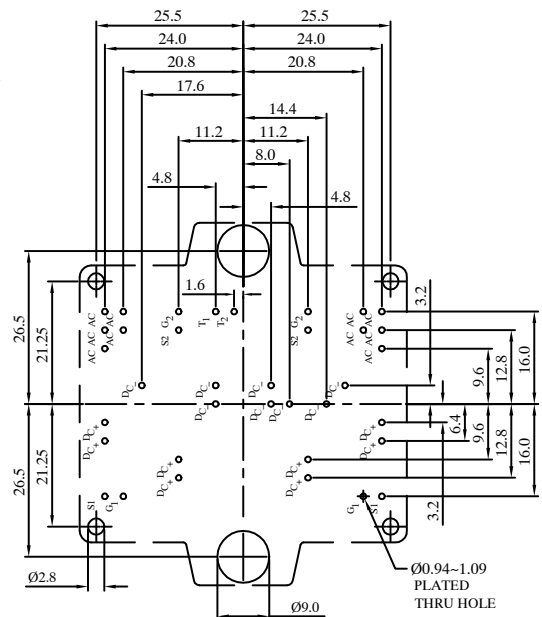 25.5 25.5
24.0 24.0
20.8 20.8
17.6
14.4
11.2 11.2
8.0
4.8
4.8
1.6
3.2
26.5
21.25
AC AC G2 T1 T2 G2 AC AC
AC AC S2 S2 AC AC
AC AC
9.6
12.8
16.0
DC- DC- DC- DC-
DC- DC- DC- DC-
DC+ DC+
DC+ DC+
DC+ DC+
DC+ DC+
S1 G1 G1 S1
26.5
21.25
6.4
9.6
12.8
16.0
3.2
Ø2.8
Ø9.0
Ø0.94~1.09
PLATED
THRU HOLE